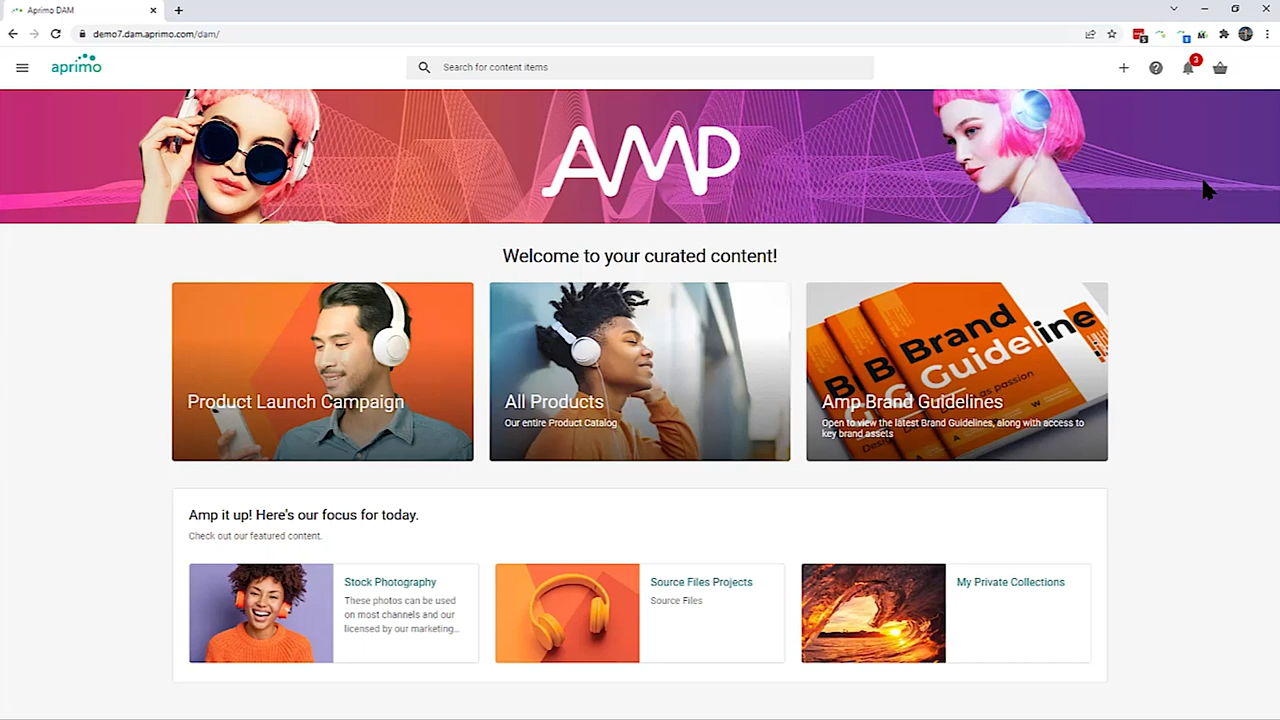 Aprimo DAM
demo7.dam.aprimo.com/dam/
aprimo
Search for content items
3
AMP
Welcome to your curated content!
Product Launch Campaign
All Products
Our entire Product Catalog
Brand
Guideline
Amp Brand Guidelines
Open to view the latest Brand Guidelines, along with access to
key brand assets
Amp it up! Here's our focus for today.
Check out our featured content.
Stock Photography
These photos can be used
on most channels and our
licensed by our marketing...
Source Files Projects
Source Files
My Private Collections